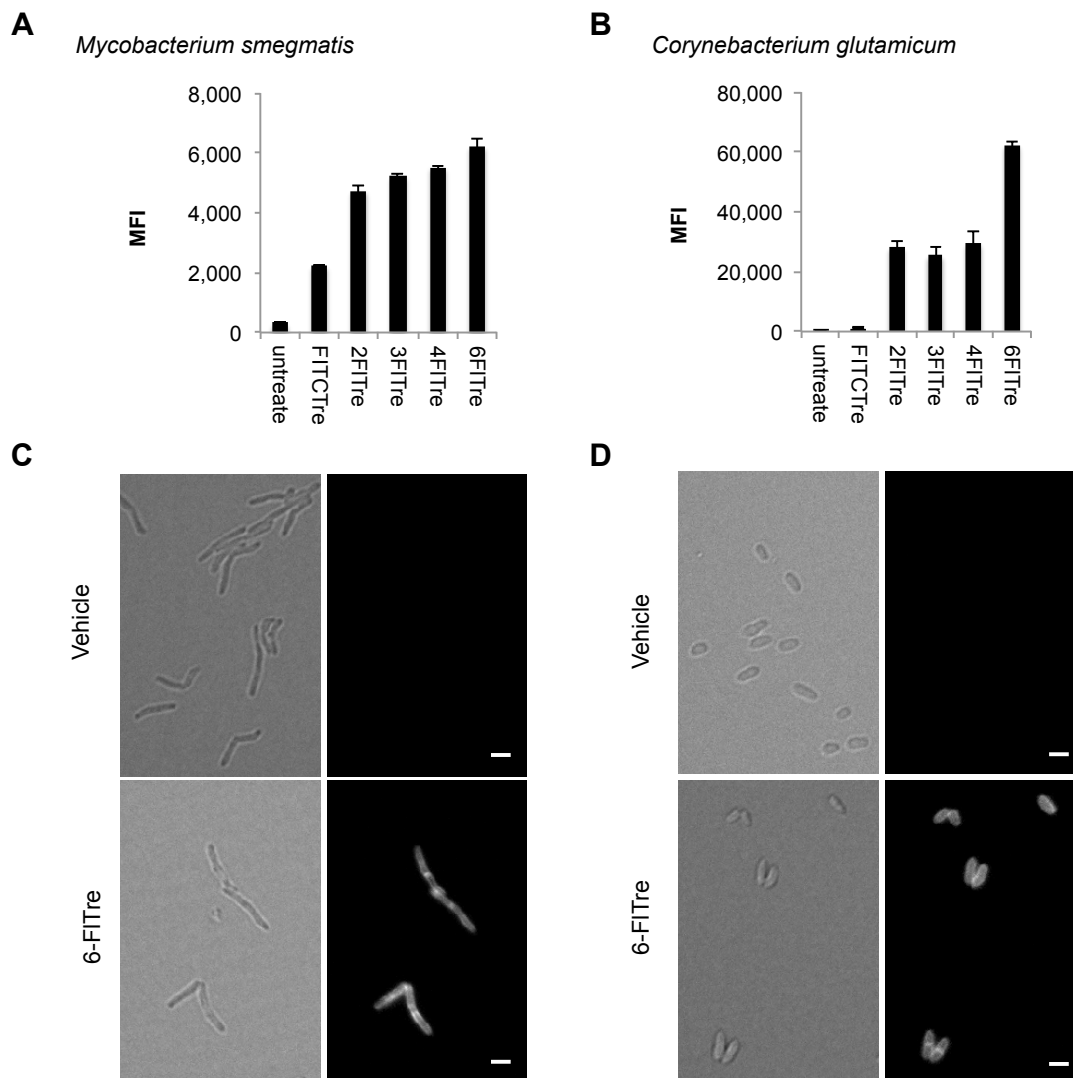 A
Mycobacterium smegmatis
8,000
6,000
4,000
2,000
0
MFI
untreate
FITCTre
2FITre
3FITre
4FITre
6FITre
B
Corynebacterium glutamicum
80,000
60,000
40,000
20,000
0
MFI
untreate
FITCTre
2FITre
3FITre
4FITre
6FITre
C
Vehicle
6-FITre
D
Vehicle
6-FITre